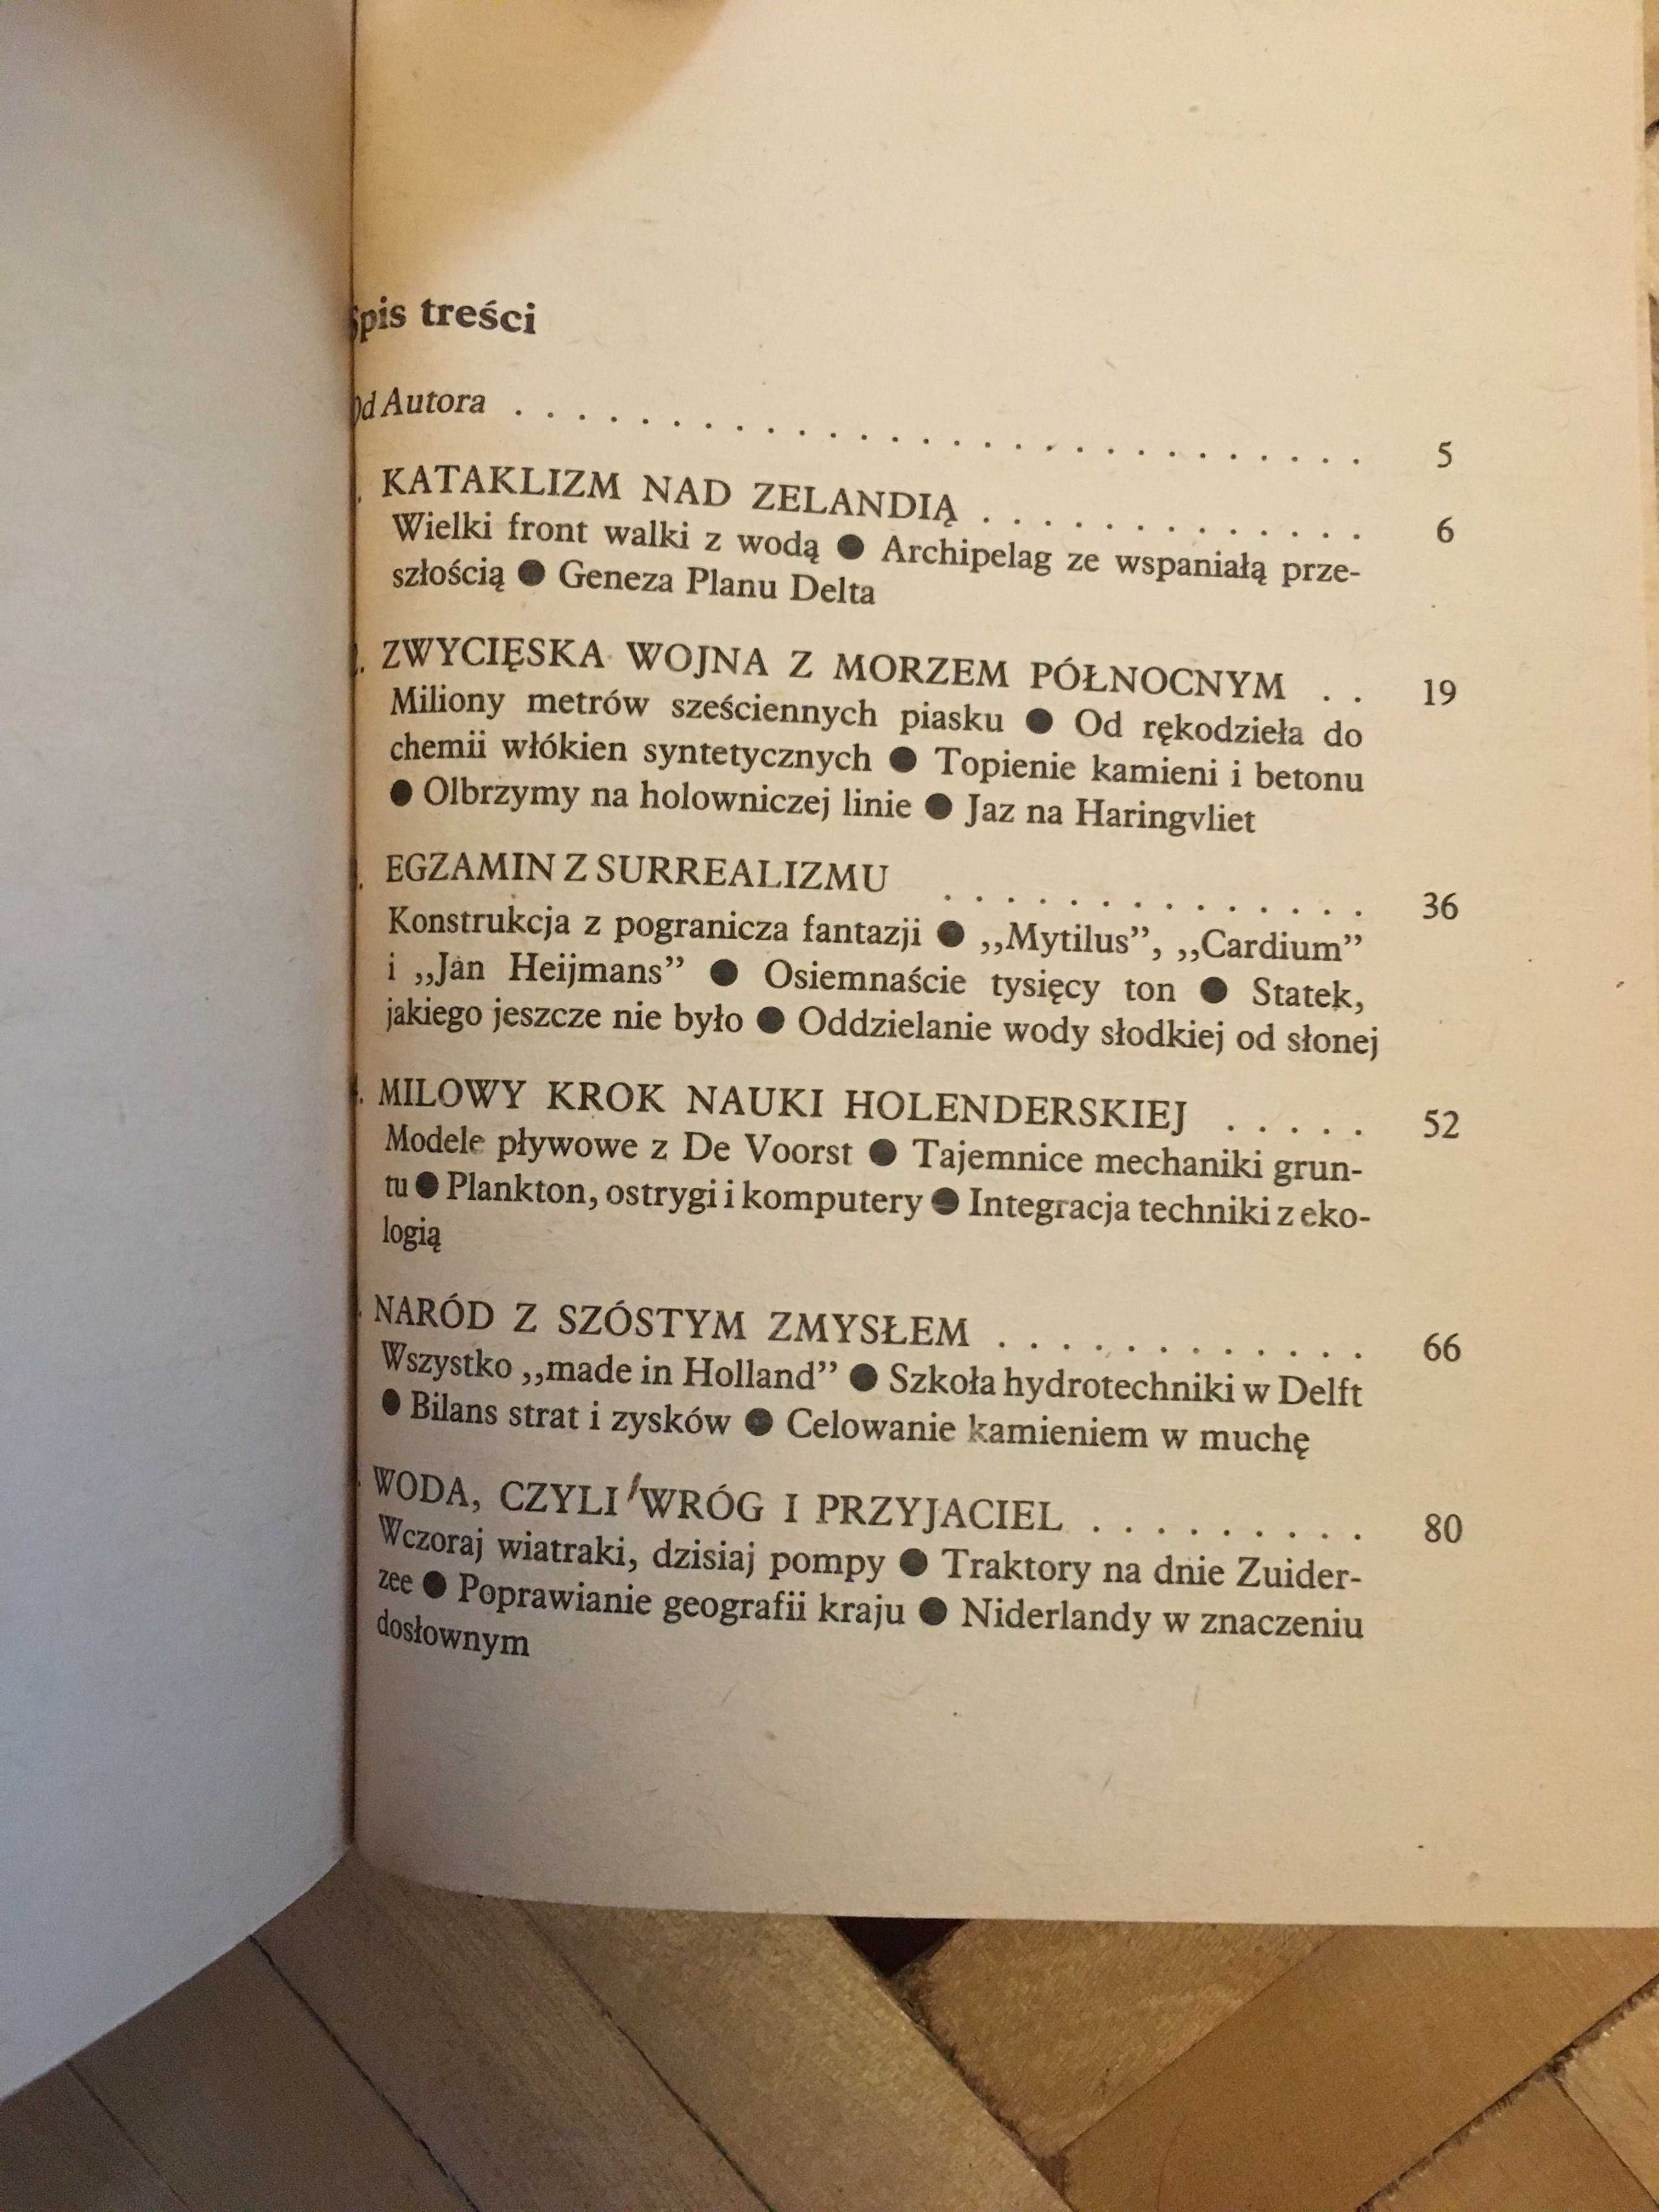 Spis treści
Od Autora . . . . . . . . . . . . . . . . . . . . . . . . . . . . 5
KATAKLIZM NAD ZELANDIĄ . . . . . . . . . . . . . 6
Wielki front walki z wodą ● Archipelag ze wspaniałą prze-
szłością ● Geneza Planu Delta
2. ZWYCIĘSKA WOJNA Z MORZEM PÓŁNOCNYM . . 19
Miliony metrów sześciennych piasku ● Od rękodzieła do
chemii włókien syntetycznych ● Topienie kamieni i betonu
● Olbrzymy na holowniczej linie ● Jaz na Haringvliet
EGZAMIN Z SURREALIZMU . . . . . . . . . . . . . . 36
Konstrukcja z pogranicza fantazji ● „Mytilus”, „Cardium”
i „Jan Heijmans” ● Osiemnaście tysięcy ton ● Statek,
jakiego jeszcze nie było ● Oddzielanie wody słodkiej od słonej
MILOWY KROK NAUKI HOLENDERSKIEJ . . . . . 52
Modele pływowe z De Voorst ● Tajemnice mechaniki grun-
tu ● Plankton, ostrygi i komputery ● Integracja techniki z eko-
logią
NARÓD Z SZÓSTYM ZMYSŁEM . . . . . . . . . . . . 66
Wszystko „made in Holland” ● Szkoła hydrotechniki w Delft
● Bilans strat i zysków ● Celowanie kamieniem w muchę
WODA, CZYLI WRÓG I PRZYJACIEL . . . . . . . . . 80
Wczoraj wiatraki, dzisiaj pompy ● Traktory na dnie Zuider-
zee ● Poprawianie geografii kraju ● Niderlandy w znaczeniu
dosłownym